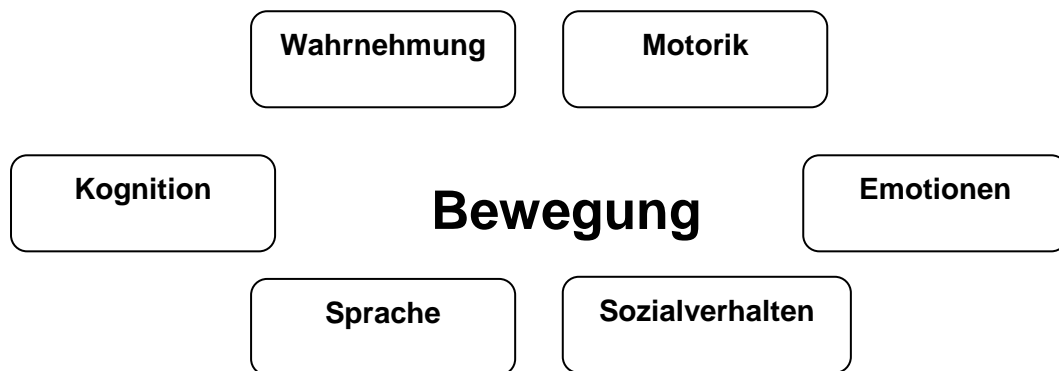 Wahrnehmung
Motorik
Kognition
Bewegung
Emotionen
Sprache
Sozialverhalten